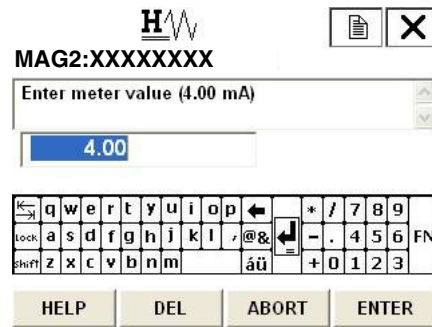 H
MAG2:XXXXXXXX
Enter meter value (4.00 mA)
4.00
q w e r t y u i o p * / 7 8 9
Lock a s d f g h j k l , @& - . 4 5 6 FN
Shift z x c v b n m áü = + 0 1 2 3
HELP DEL ABORT ENTER